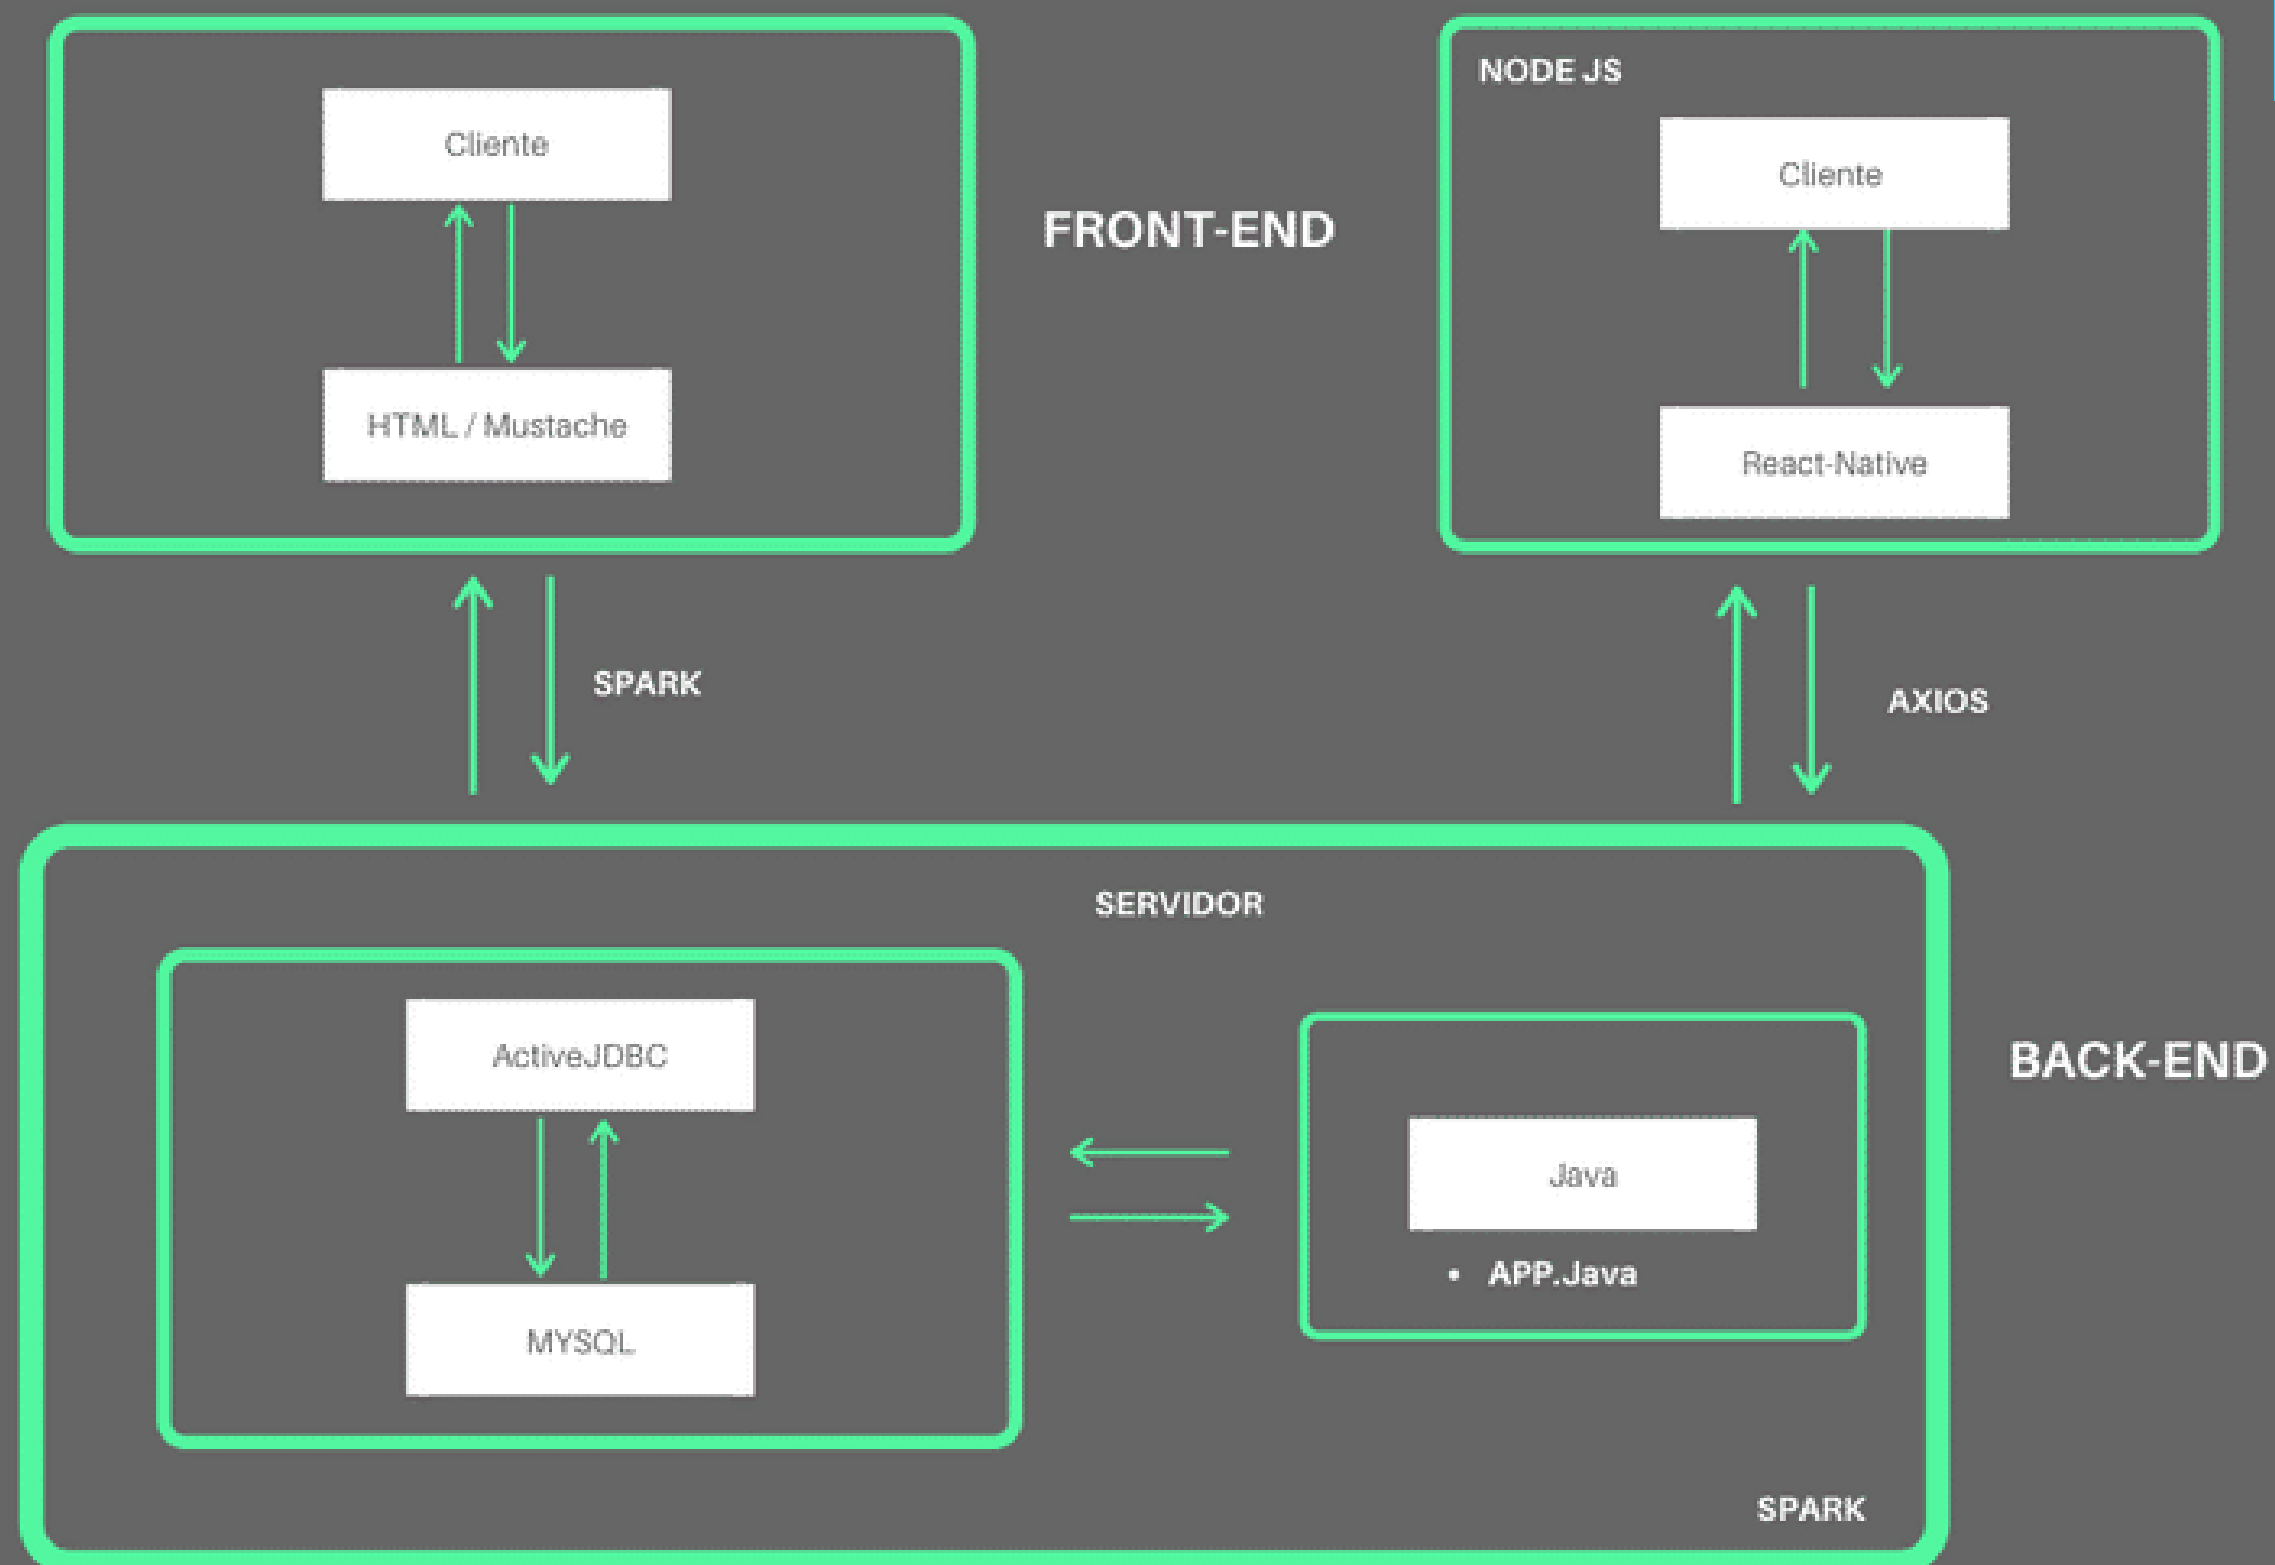 NODE JS
Cliente
Cliente
FRONT-END
HTML / Mustache
React-Native
SPARK
AXIOS
SERVIDOR
ActiveJDBC
BACK-END
Java
• APP.Java
MYSQL
SPARK